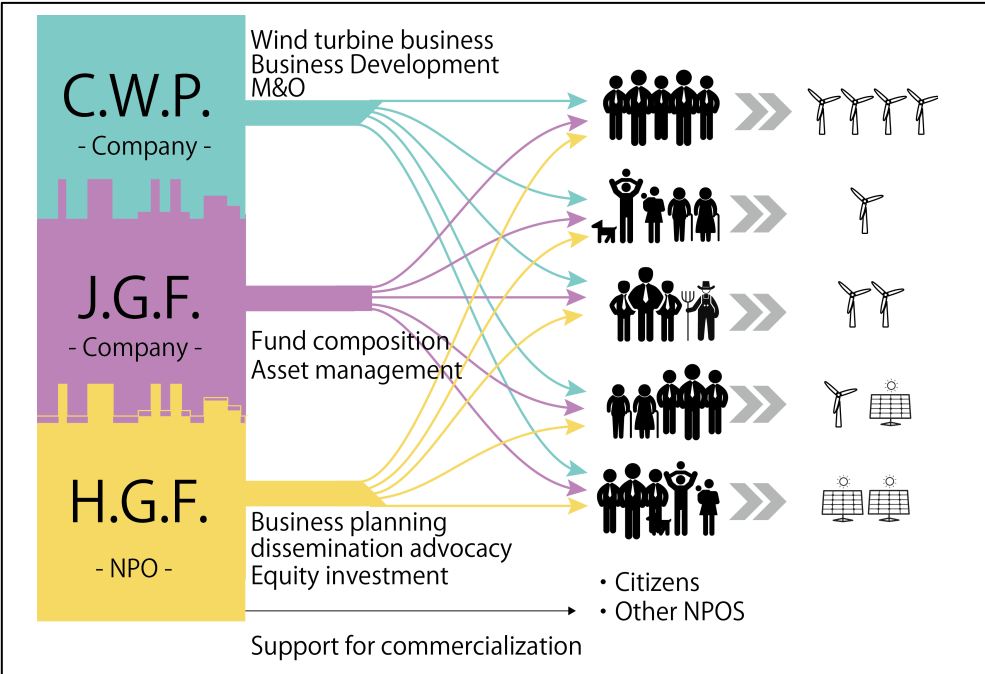 C.W.P.
- Company -
Wind turbine business
Business Development
M&O
J.G.F.
- Company -
Fund composition
Asset management
H.G.F.
- NPO -
Business planning
dissemination advocacy
Equity investment
Support for commercialization
・Citizens
・Other NPOS